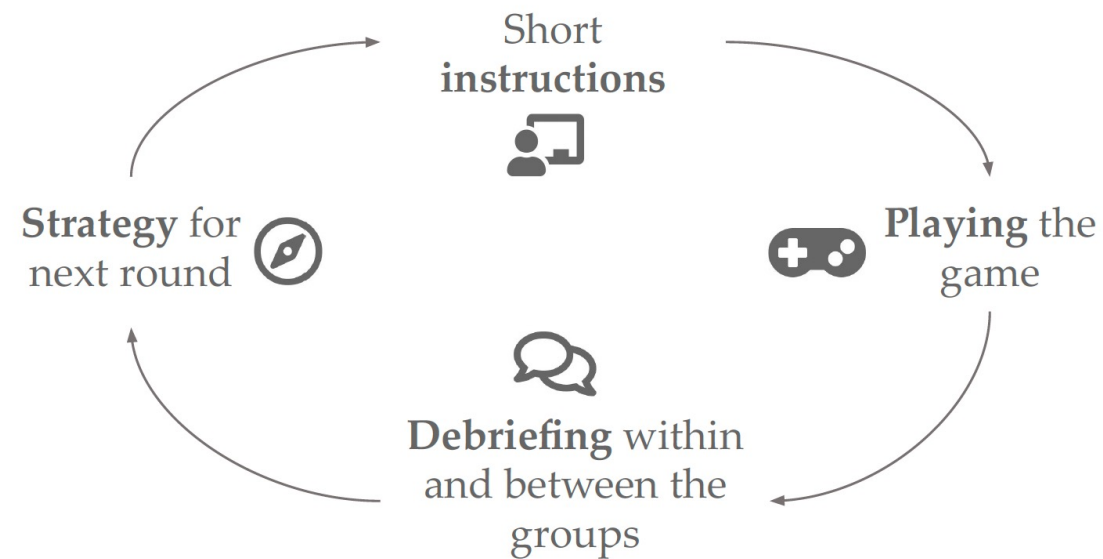 Short
instructions
Strategy for
next round
Playing the
game
Debriefing within
and between the
groups